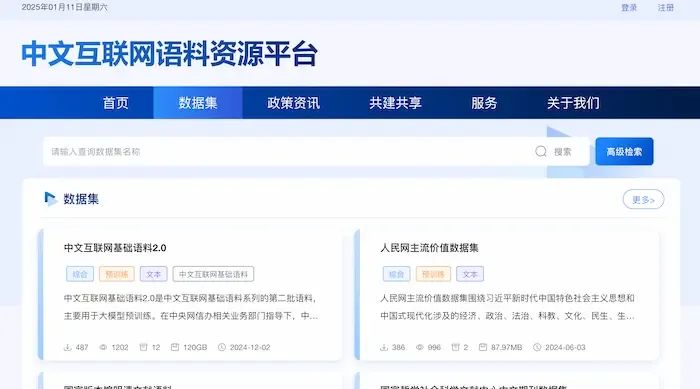 2025年01月11日星期六
登录 注册
中文互联网语料资源平台
首页 数据集 政策资讯 共建共享 服务 关于我们
请输入查询数据集名称 搜索 高级检索
数据集 更多>
中文互联网基础语料2.0
综合 预训练 文本 中文互联网基础语料
中文互联网基础语料2.0是中文互联网基础语料系列的第二批语料，
主要用于大模型预训练。在中央网信办相关业务部门指导下，中...
487 1202 12 120GB 2024-12-02
人民网主流价值数据集
综合 预训练 文本
人民网主流价值数据集围绕习近平新时代中国特色社会主义思想和
中国式现代化涉及的经济、政治、法治、科教、文化、民生、生...
386 996 2 87.97MB 2024-06-03